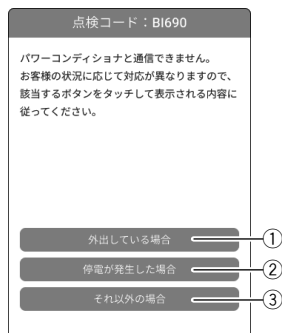 点検コード：BI690
パワーコンディショナと通信できません。
お客様の状況に応じて対応が異なりますので、
該当するボタンをタッチして表示される内容に
従ってください。
外出している場合
①
停電が発生した場合
②
それ以外の場合
③